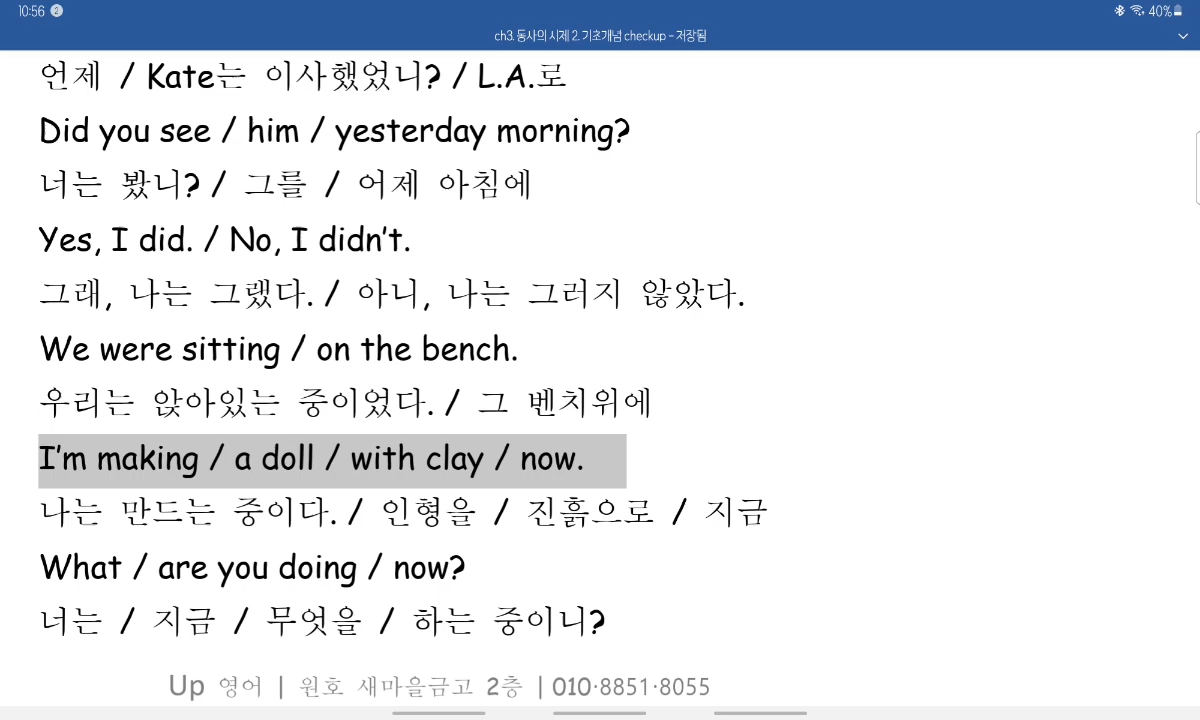 10:56 2 40%
ch3. 동사의 시제 2. 기초개념 checkup - 저장됨
언제 / Kate는 이사했었니? / L.A.로
Did you see / him / yesterday morning?
너는 봤니? / 그를 / 어제 아침에
Yes, I did. / No, I didn't.
그래, 나는 그랬다. / 아니, 나는 그러지 않았다.
We were sitting / on the bench.
우리는 앉아있는 중이었다. / 그 벤치위에
I'm making / a doll / with clay / now.
나는 만드는 중이다. / 인형을 / 진흙으로 / 지금
What / are you doing / now?
너는 / 지금 / 무엇을 / 하는 중이니?
Up 영어 | 원호 새마을금고 2층 | 010·8851·8055